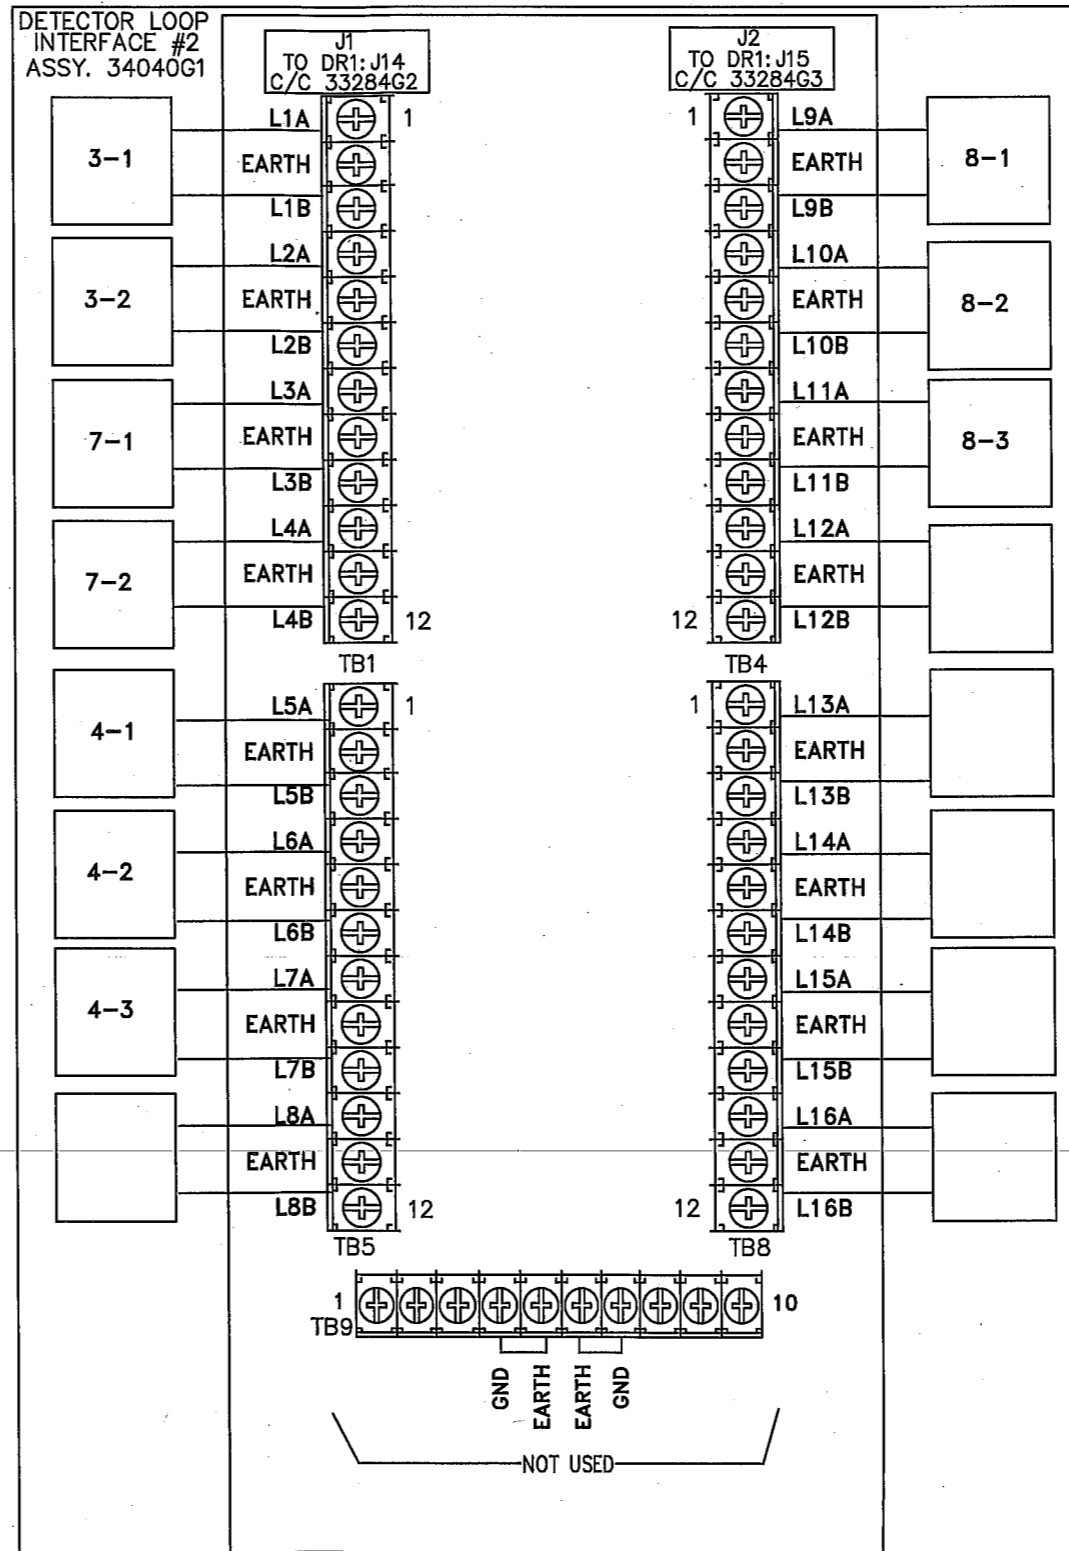 DETECTOR LOOP
INTERFACE #2
ASSY. 34040G1
J1
TO DR1: J14
C/C 33284G2
J2
TO DR1: J15
C/C 33284G3
3-1
L1A
1
EARTH
L1B
3-2
L2A
EARTH
L2B
7-1
L3A
EARTH
L3B
7-2
L4A
EARTH
L4B
12
TB1
4-1
L5A
1
EARTH
L5B
4-2
L6A
EARTH
L6B
4-3
L7A
EARTH
L7B
L8A
EARTH
L8B
12
TB5
1
L9A
8-1
EARTH
L9B
L10A
8-2
EARTH
L10B
L11A
8-3
EARTH
L11B
L12A
EARTH
12
L12B
TB4
1
L13A
EARTH
L13B
L14A
EARTH
L14B
L15A
EARTH
L15B
L16A
EARTH
12
L16B
TB8
1
10
TB9
GND
EARTH
EARTH
GND
NOT USED